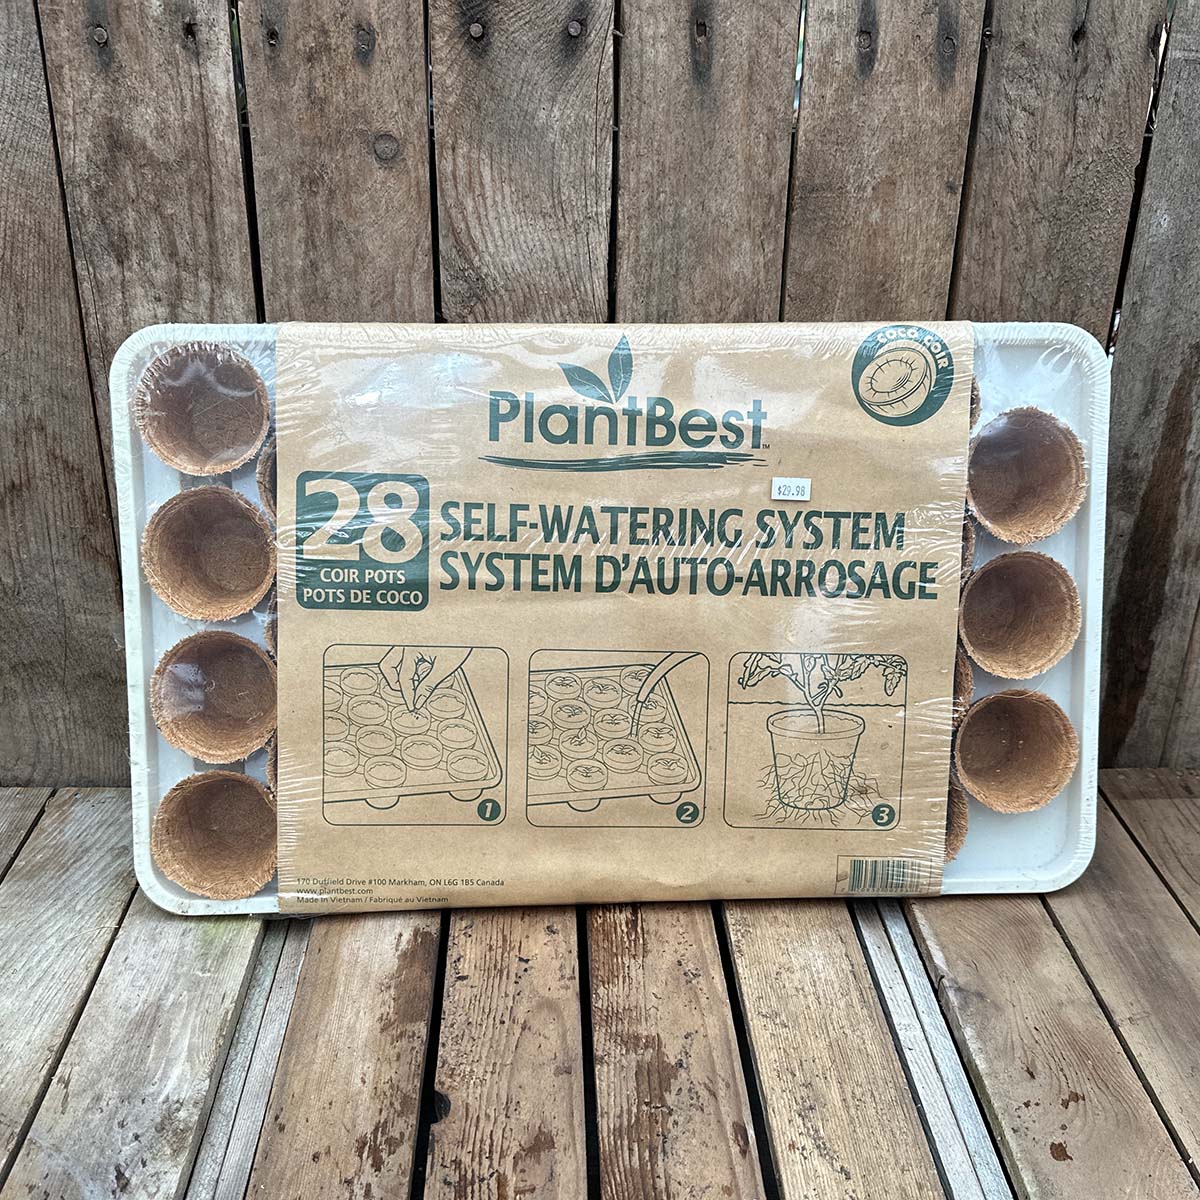 COCO COIR
PlantBest™
$29.98
28
COIR POTS
POTS DE COCO
SELF-WATERING SYSTEM
SYSTEM D'AUTO-ARROSAGE
1
2
3
170 Duffield Drive #100 Markham, ON L6G 1B5 Canada
www.plantbest.com
Made In Vietnam / Fabriqué au Vietnam